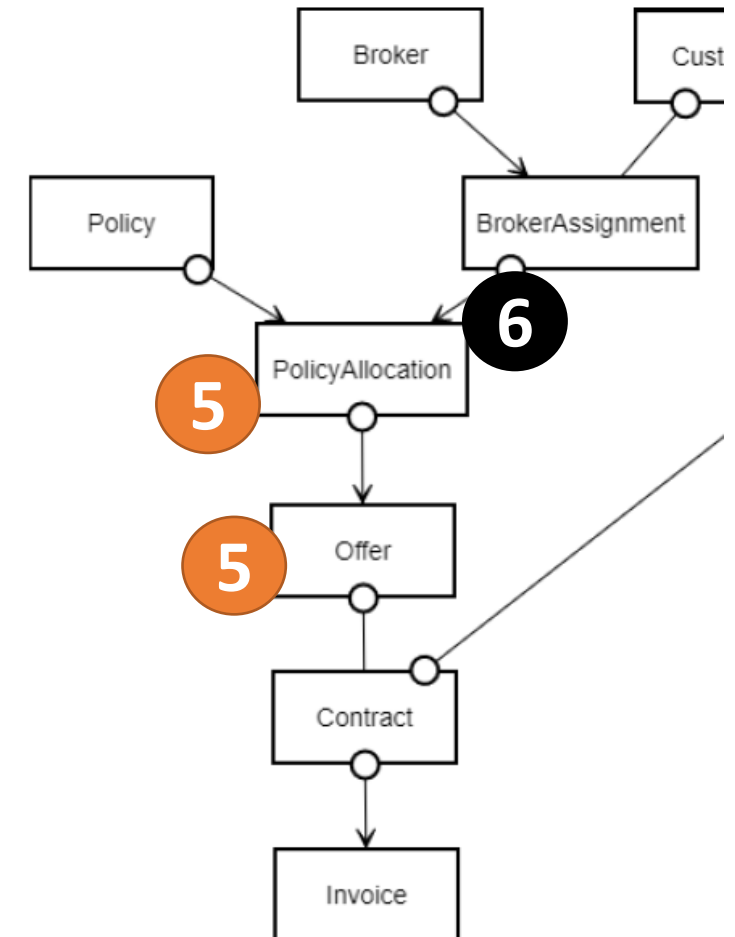 Broker
Cust
Policy
BrokerAssignment
6
PolicyAllocation
5
Offer
5
Contract
Invoice